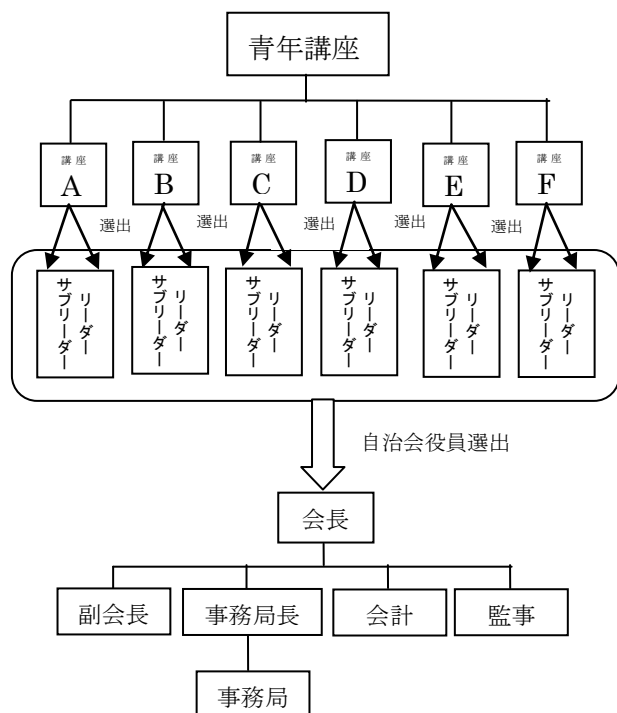 青年講座
講座
A
講座
B
講座
C
講座
D
講座
E
講座
F
選出
選出
選出
選出
選出
リーダー
サブリーダー
リーダー
サブリーダー
リーダー
サブリーダー
リーダー
サブリーダー
リーダー
サブリーダー
リーダー
サブリーダー
自治会役員選出
会長
副会長
事務局長
会計
監事
事務局